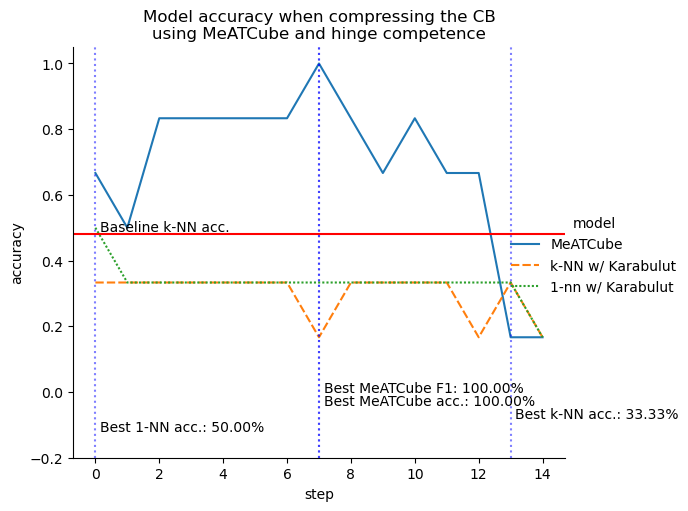 Model accuracy when compressing the CB
using MeATCube and hinge competence
1.0
0.8
0.6
0.4
0.2
0.0
−0.2
accuracy
Baseline k-NN acc.
model
MeATCube
k-NN w/ Karabulut
1-nn w/ Karabulut
Best MeATCube F1: 100.00%
Best MeATCube acc.: 100.00%
Best k-NN acc.: 33.33%
Best 1-NN acc.: 50.00%
0 2 4 6 8 10 12 14
step